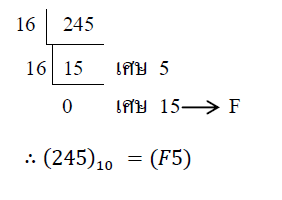 16 245
16 15 เศษ 5
0 เศษ 15 → F
∴ (245)₁₀ = (F5)